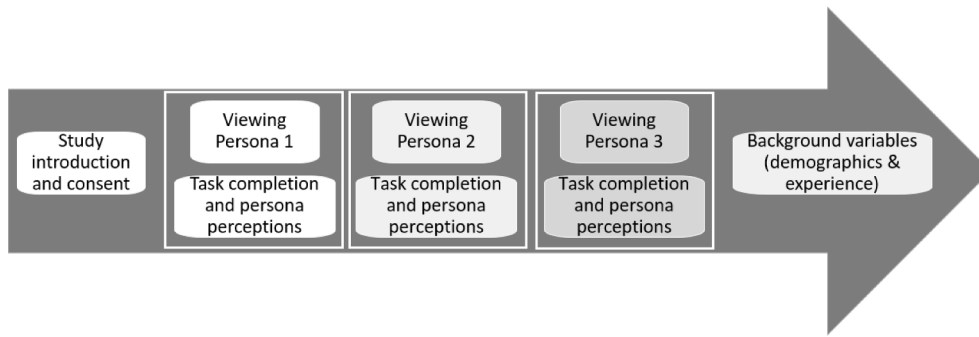 Study
introduction
and consent
Viewing
Persona 1
Task completion
and persona
perceptions
Viewing
Persona 2
Task completion
and persona
perceptions
Viewing
Persona 3
Task completion
and persona
perceptions
Background variables
(demographics &
experience)